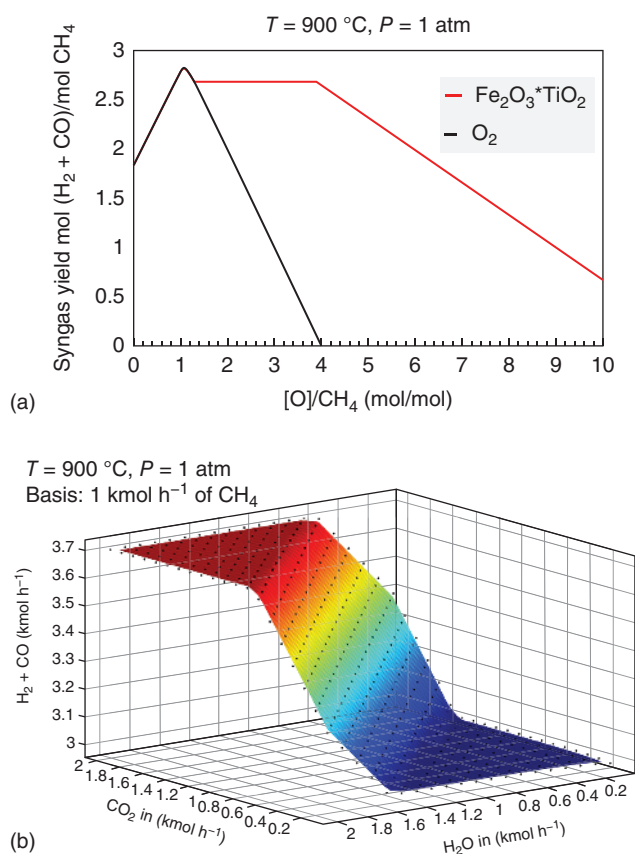 T = 900 °C, P = 1 atm
Syngas yield mol (H₂ + CO)/mol CH₄
3
2.5
2
1.5
1
0.5
0
Fe₂O₃*TiO₂
O₂
0 1 2 3 4 5 6 7 8 9 10
[O]/CH₄ (mol/mol)
(a)
T = 900 °C, P = 1 atm
Basis: 1 kmol h⁻¹ of CH₄
H₂ + CO (kmol h⁻¹)
3.7
3.6
3.5
3.4
3.3
3.2
3.1
3
2 1.8 1.6 1.4 1.2 1 0.8 0.6 0.4 0.2
CO₂ in (kmol h⁻¹)
2 1.8 1.6 1.4 1.2 1 0.8 0.6 0.4 0.2
H₂O in (kmol h⁻¹)
(b)